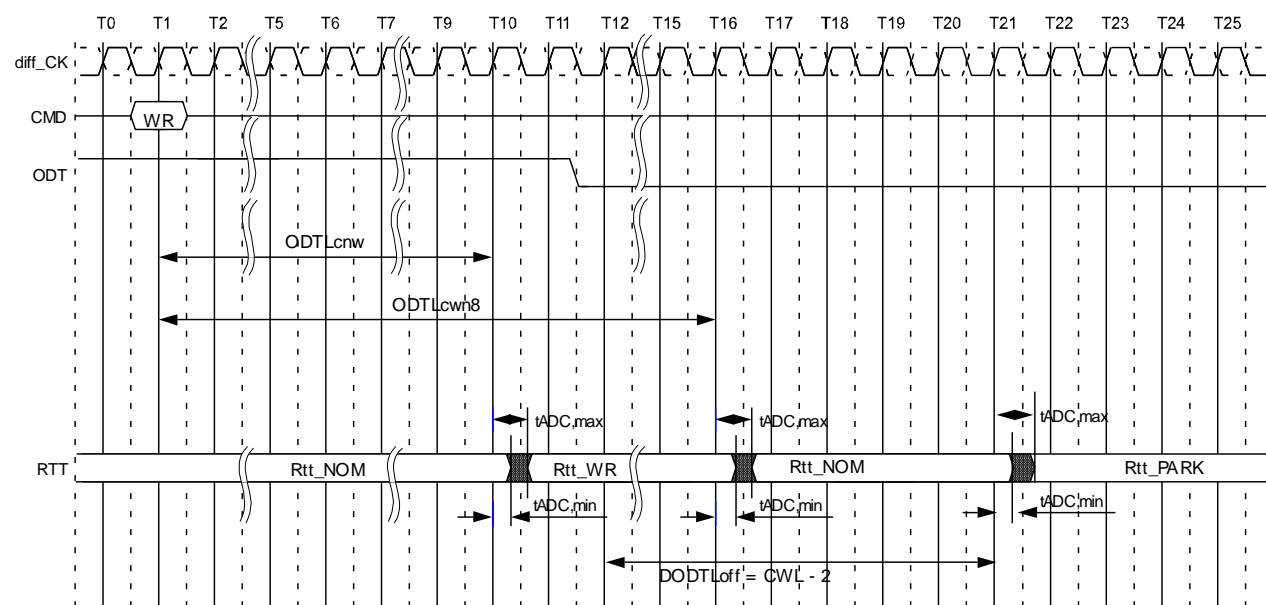 T0 T1 T2 T5 T6 T7 T9 T10 T11 T12 T15 T16 T17 T18 T19 T20 T21 T22 T23 T24 T25
diff_CK
CMD WR
ODT
ODTLcnw
ODTLcwn8
tADC,max tADC,max tADC,max
RTT Rtt_NOM Rtt_WR Rtt_NOM Rtt_PARK
tADC,min tADC,min tADC,min
DODTLoff = CWL - 2